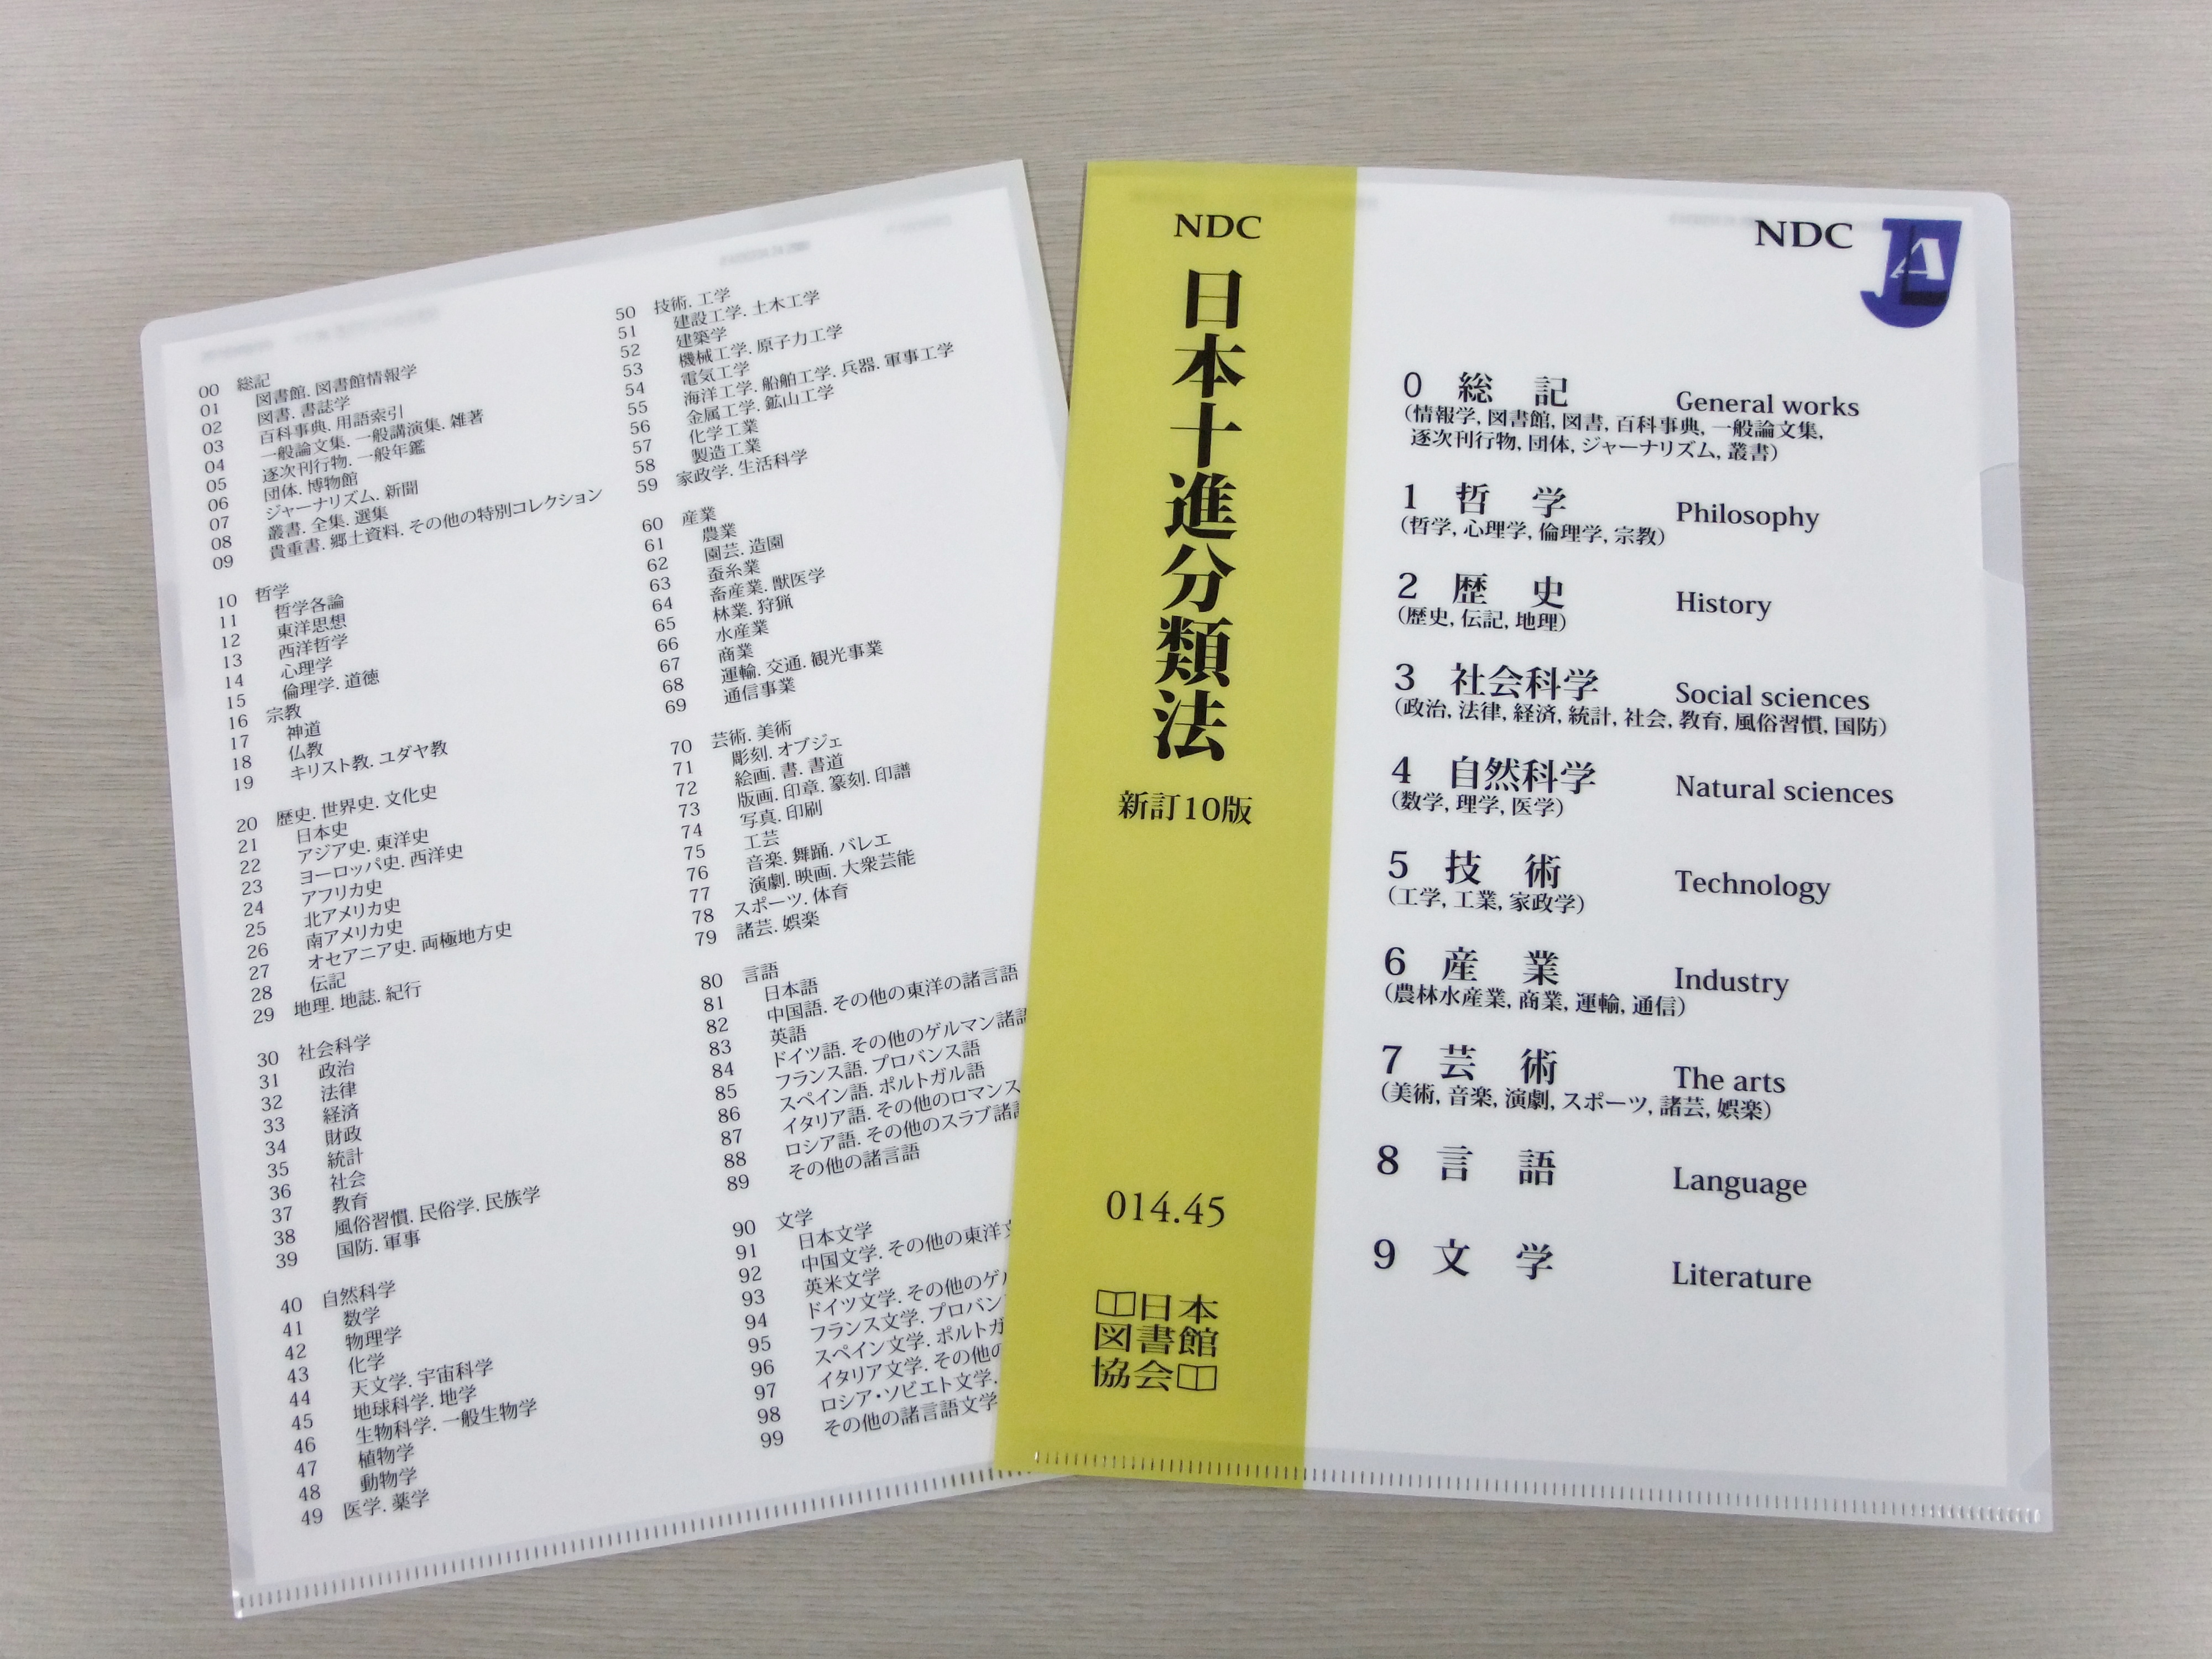 00 総記
01 図書館. 図書館情報学
02 図書. 書誌学
03 百科事典. 用語索引
04 一般論文集. 一般講演集. 雑著
05 逐次刊行物. 一般年鑑
06 団体. 博物館
07 ジャーナリズム. 新聞
08 叢書. 全集. 選集
09 貴重書. 郷土資料. その他の特別コレクション
10 哲学
11 哲学各論
12 東洋思想
13 西洋哲学
14 心理学
15 倫理学. 道徳
16 宗教
17 神道
18 仏教
19 キリスト教. ユダヤ教
20 歴史. 世界史. 文化史
21 日本史
22 アジア史. 東洋史
23 ヨーロッパ史. 西洋史
24 アフリカ史
25 北アメリカ史
26 南アメリカ史
27 オセアニア史. 両極地方史
28 伝記
29 地理. 地誌. 紀行
30 社会科学
31 政治
32 法律
33 経済
34 財政
35 統計
36 社会
37 教育
38 風俗習慣. 民俗学. 民族学
39 国防. 軍事
40 自然科学
41 数学
42 物理学
43 化学
44 天文学. 宇宙科学
45 地球科学. 地学
46 生物科学. 一般生物学
47 植物学
48 動物学
49 医学. 薬学
50 技術. 工学
51 建設工学. 土木工学
52 建築学
53 機械工学. 原子力工学
54 電気工学
55 海洋工学. 船舶工学. 兵器. 軍事工学
56 金属工学. 鉱山工学
57 化学工業
58 製造工業
59 家政学. 生活科学
60 産業
61 農業
62 園芸. 造園
63 蚕糸業
64 畜産業. 獣医学
65 林業. 狩猟
66 水産業
67 商業
68 運輸. 交通. 観光事業
69 通信事業
70 芸術. 美術
71 彫刻. オブジェ
72 絵画. 書. 書道
73 版画. 印章. 篆刻. 印譜
74 写真. 印刷
75 工芸
76 音楽. 舞踊. バレエ
77 演劇. 映画. 大衆芸能
78 スポーツ. 体育
79 諸芸. 娯楽
80 言語
81 日本語
82 中国語. その他の東洋の諸言語
83 英語
84 ドイツ語. その他のゲルマン諸語
85 フランス語. プロバンス語
86 スペイン語. ポルトガル語
87 イタリア語. その他のロマンス
88 ロシア語. その他のスラブ諸語
89 その他の諸言語
90 文学
91 日本文学
92 中国文学. その他の東洋文
93 英米文学
94 ドイツ文学. その他のゲル
95 フランス文学. プロバン
96 スペイン文学. ポルトガ
97 イタリア文学. その他の
98 ロシア・ソビエト文学.
99 その他の諸言語文学
NDC
日本十進分類法
新訂10版
014.45
日本
図書館
協会
NDC JLA
0 総記 General works
(情報学, 図書館, 図書, 百科事典, 一般論文集,
逐次刊行物, 団体, ジャーナリズム, 叢書)
1 哲学 Philosophy
(哲学, 心理学, 倫理学, 宗教)
2 歴史 History
(歴史, 伝記, 地理)
3 社会科学 Social sciences
(政治, 法律, 経済, 統計, 社会, 教育, 風俗習慣, 国防)
4 自然科学 Natural sciences
(数学, 理学, 医学)
5 技術 Technology
(工学, 工業, 家政学)
6 産業 Industry
(農林水産業, 商業, 運輸, 通信)
7 芸術 The arts
(美術, 音楽, 演劇, スポーツ, 諸芸, 娯楽)
8 言語 Language
9 文学 Literature